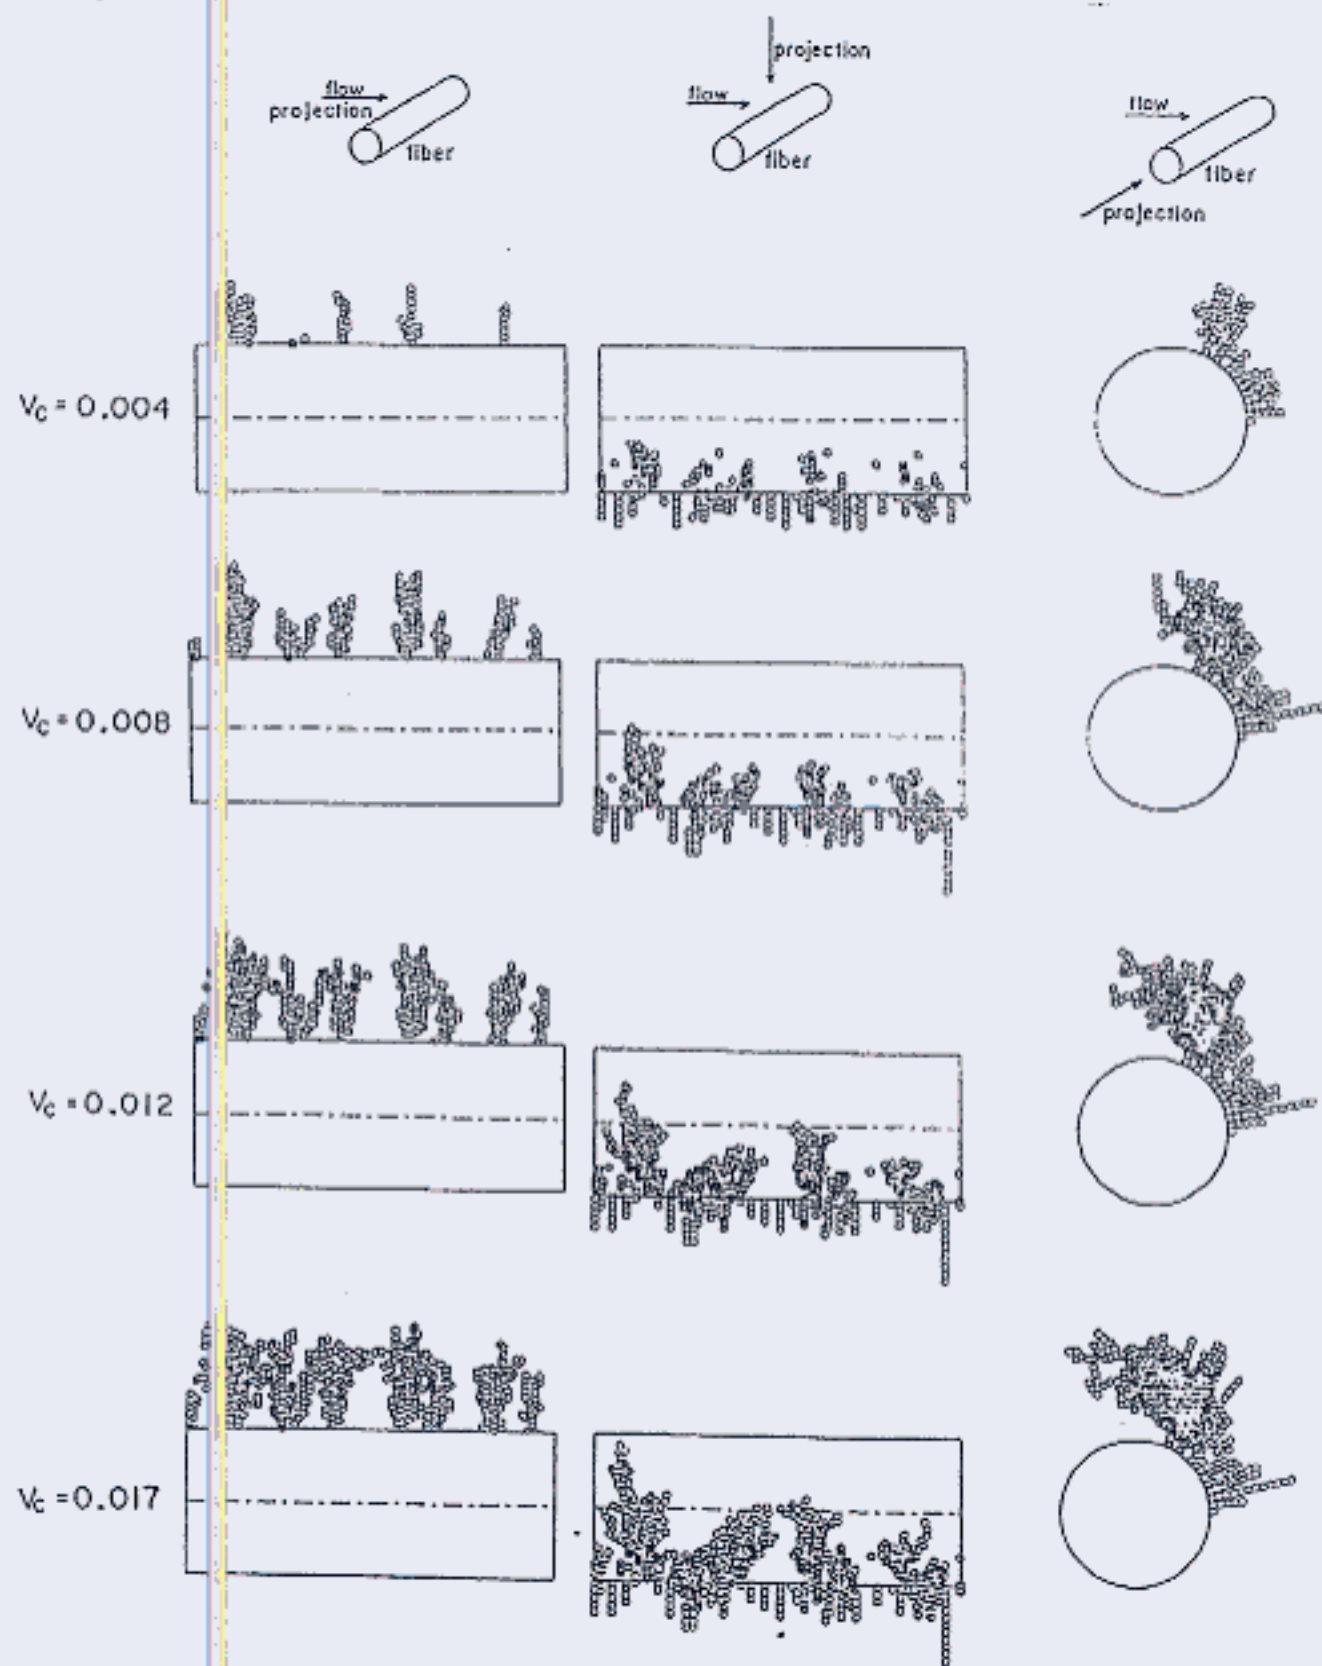 flow
projection
fiber
projection
flow
fiber
flow
fiber
projection
Vc = 0.004
Vc = 0.008
Vc = 0.012
Vc = 0.017